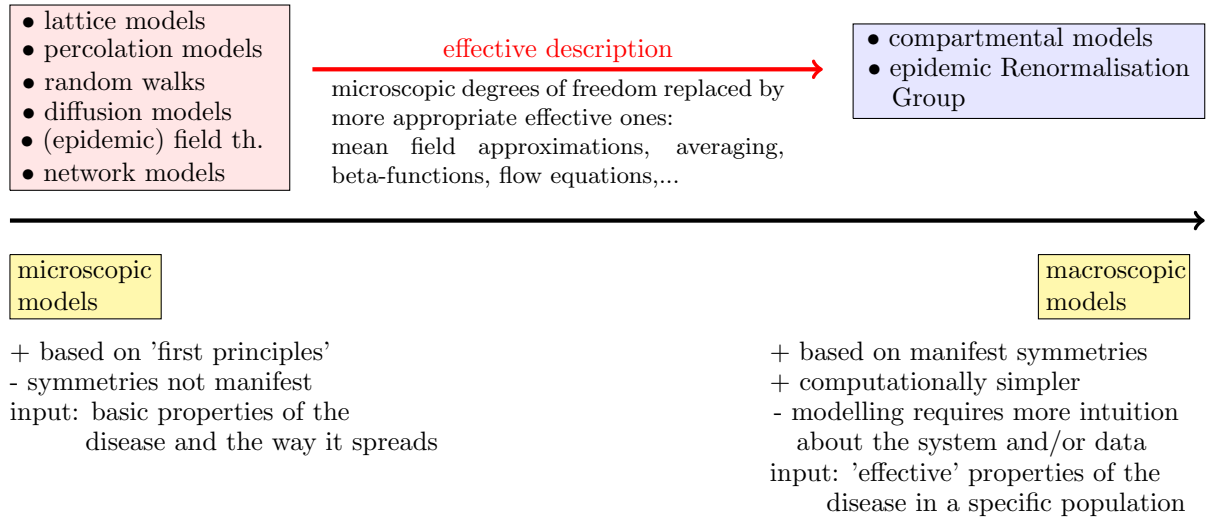 • lattice models
• percolation models
• random walks
• diffusion models
• (epidemic) field th.
• network models
effective description
microscopic degrees of freedom replaced by
more appropriate effective ones:
mean field approximations, averaging,
beta-functions, flow equations,...
• compartmental models
• epidemic Renormalisation
Group
microscopic
models
+ based on 'first principles'
- symmetries not manifest
input: basic properties of the
disease and the way it spreads
macroscopic
models
+ based on manifest symmetries
+ computationally simpler
- modelling requires more intuition
about the system and/or data
input: 'effective' properties of the
disease in a specific population